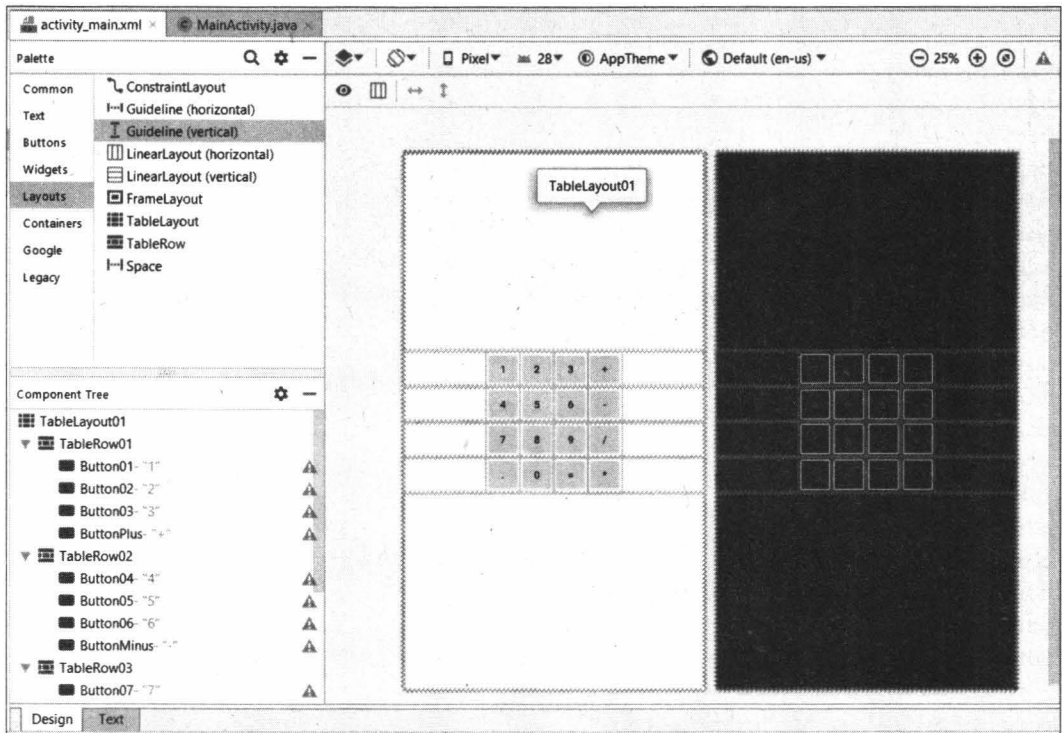 activity_main.xml × MainActivity.java ×
Palette
Pixel 28 AppTheme Default (en-us) 25%
Common
Text
Buttons
Widgets
Layouts
Containers
Google
Legacy
ConstraintLayout
Guideline (horizontal)
Guideline (vertical)
LinearLayout (horizontal)
LinearLayout (vertical)
FrameLayout
TableLayout
TableRow
Space
TableLayout01
1 2 3 +
4 5 6 -
7 8 9 /
. 0 = *
Component Tree
TableLayout01
TableRow01
Button01- "1"
Button02- "2"
Button03- "3"
ButtonPlus- "+"
TableRow02
Button04- "4"
Button05- "5"
Button06- "6"
ButtonMinus- "-"
TableRow03
Button07- "7"
Design Text